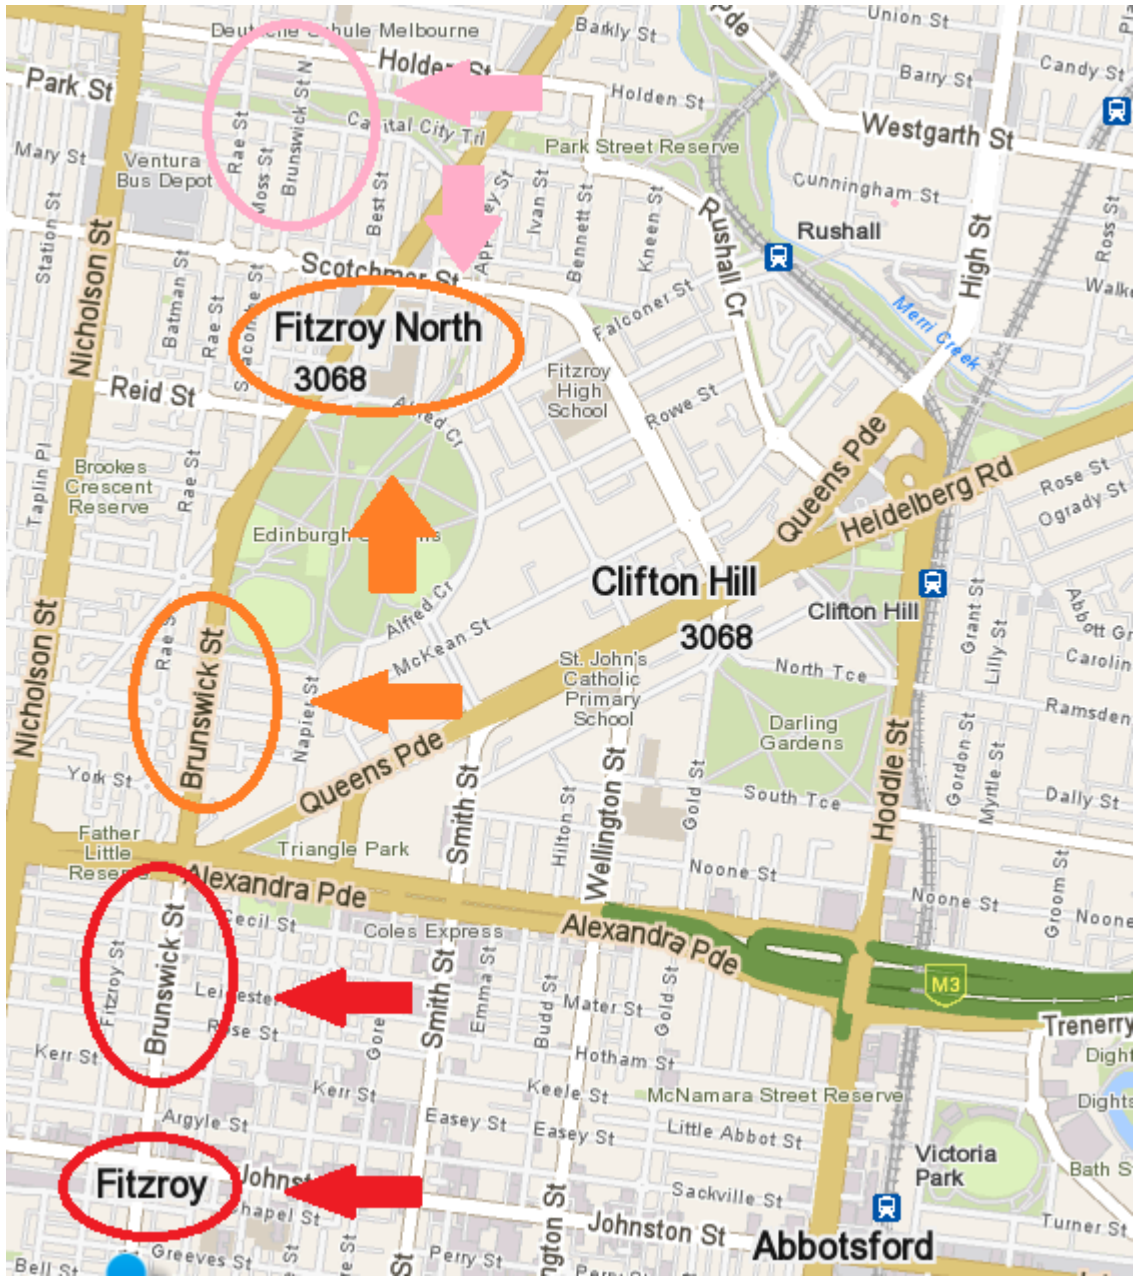 Deutsche Schule Melbourne
Barkly St
Pde
Union St
Holden St
Barry St
Candy St
Park St
Holden St
Brunswick St N
Capital City Trl
Rae St
Westgarth St
Mary St
Ventura
Bus Depot
Park Street Reserve
Moss St
Best St
Ivan St
Bennett St
Kneen St
Cunningham St
Rushall
Rushall Cr
High St
Ross St
Station St
Nicholson St
Scotchmer St
Batman St
Rae St
Falconer St
Merri Creek
Fitzroy North
3068
Fitzroy
High
School
Reid St
Alfred Cr
Rowe St
Queens Pde
Heidelberg Rd
Rose St
Ogrady St
Taplin Pl
Brookes
Crescent
Reserve
Rae St
Clifton Hill
3068
Clifton Hill
Alfred Cr
McKean St
Grant St
Lilly St
Nicholson St
Rae St
Brunswick St
Napier St
St. John's
Catholic
Primary
School
North Tce
Darling
Gardens
Hoddle St
Ramsden
York St
Queens Pde
Smith St
Hilton St
Wellington St
Gold St
South Tce
Gordon St
Myrtle St
Dally St
Father
Little
Reserve
Triangle Park
Noone St
Noone St
Groom St
Noone
Alexandra Pde
Cecil St
Coles Express
Alexandra Pde
Fitzroy St
Brunswick St
Leicester
Rose St
Gore
Smith St
Emma St
Budd St
Mater St
Gold St
M3
Trenerry
Kerr St
Kerr St
Hotham St
Keele St
McNamara Street Reserve
Dight
Dights
Argyle St
Easey St
Easey St
Little Abbot St
Victoria
Park
Bath St
Fitzroy
Johnst
Chapel St
Sackville St
Johnston St
Turner St
Abbotsford
Bell St
Greeves St
St
Perry St
ngton St